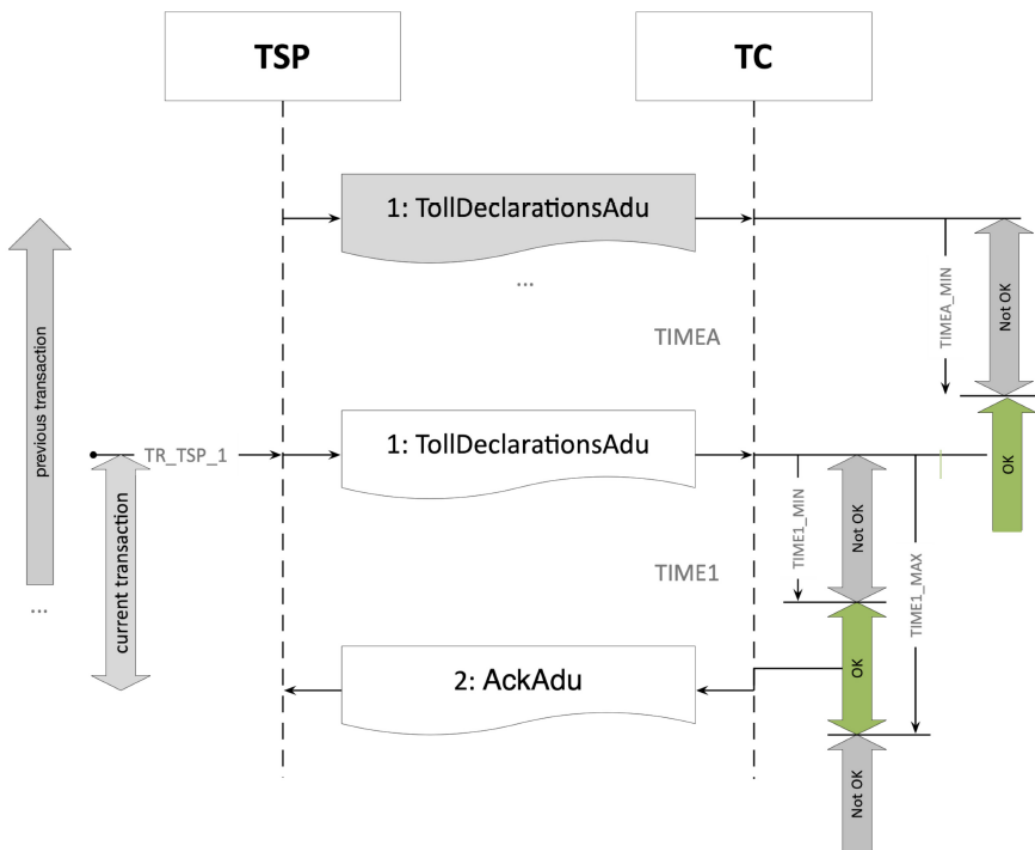 TSP
TC
1: TollDeclarationsAdu
...
TIMEA_MIN
Not OK
TIMEA
previous transaction
1: TollDeclarationsAdu
TR_TSP_1
OK
TIME1_MIN
Not OK
TIME1_MAX
TIME1
...
current transaction
2: AckAdu
OK
Not OK